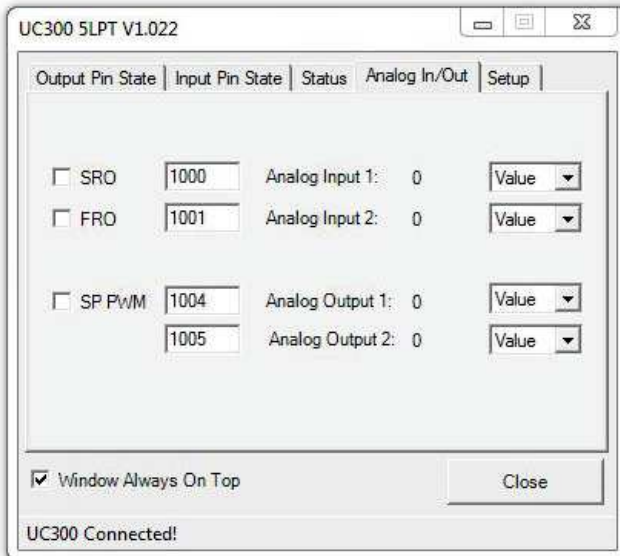 UC300 5LPT V1.022
Output Pin State Input Pin State Status Analog In/Out Setup
SRO 1000 Analog Input 1: 0 Value
FRO 1001 Analog Input 2: 0 Value
SP PWM 1004 Analog Output 1: 0 Value
1005 Analog Output 2: 0 Value
Window Always On Top Close
UC300 Connected!